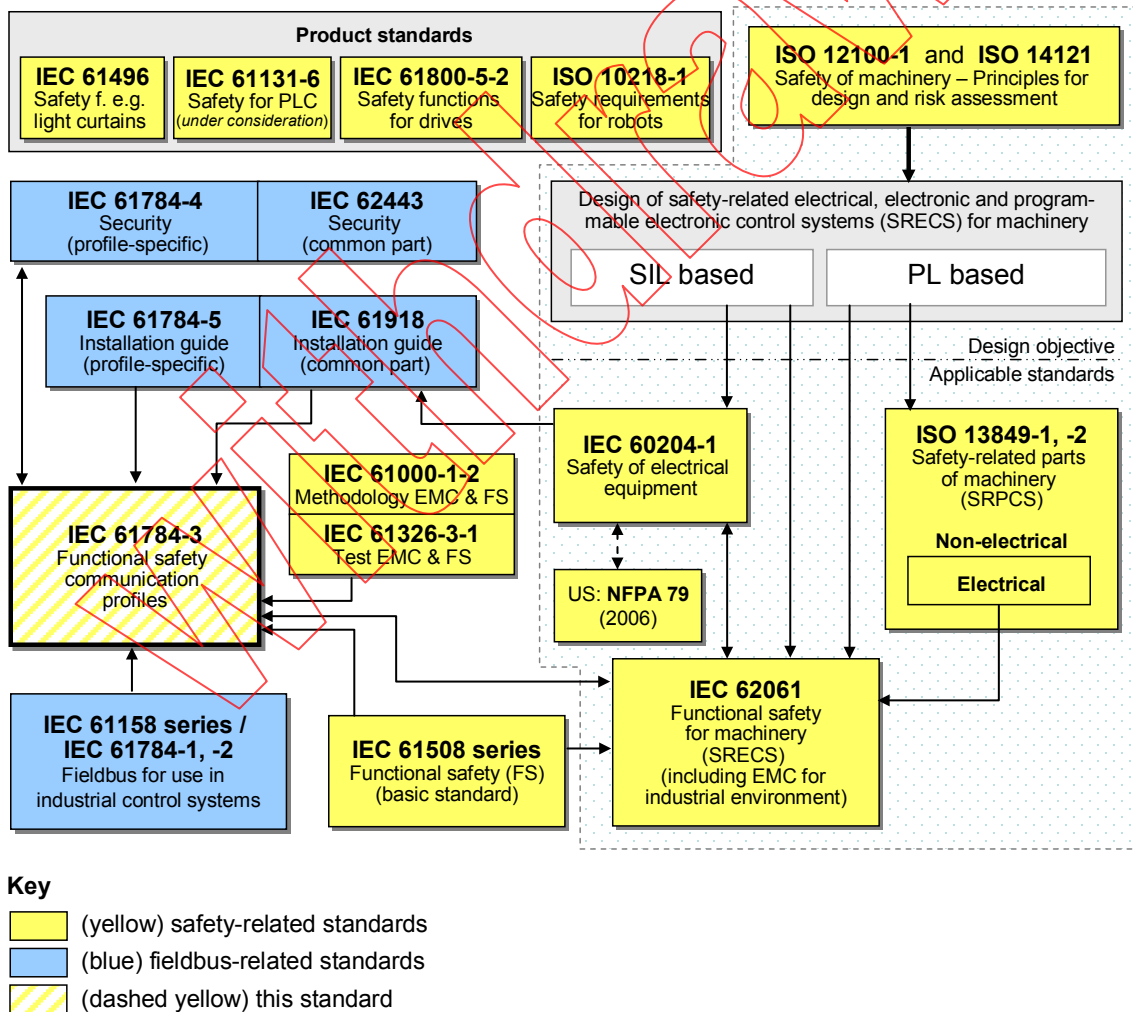 Product standards
IEC 61496
Safety f. e.g.
light curtains
IEC 61131-6
Safety for PLC
(under consideration)
IEC 61800-5-2
Safety functions
for drives
ISO 10218-1
Safety requirements
for robots
ISO 12100-1 and ISO 14121
Safety of machinery – Principles for
design and risk assessment
IEC 61784-4
Security
(profile-specific)
IEC 62443
Security
(common part)
Design of safety-related electrical, electronic and program-
mable electronic control systems (SRECS) for machinery
SIL based
PL based
IEC 61784-5
Installation guide
(profile-specific)
IEC 61918
Installation guide
(common part)
Design objective
Applicable standards
IEC 60204-1
Safety of electrical
equipment
ISO 13849-1, -2
Safety-related parts
of machinery
(SRPCS)
Non-electrical
Electrical
IEC 61000-1-2
Methodology EMC & FS
IEC 61326-3-1
Test EMC & FS
IEC 61784-3
Functional safety
communication
profiles
US: NFPA 79
(2006)
IEC 61158 series /
IEC 61784-1, -2
Fieldbus for use in
industrial control systems
IEC 61508 series
Functional safety (FS)
(basic standard)
IEC 62061
Functional safety
for machinery
(SRECS)
(including EMC for
industrial environment)
Key
(yellow) safety-related standards
(blue) fieldbus-related standards
(dashed yellow) this standard